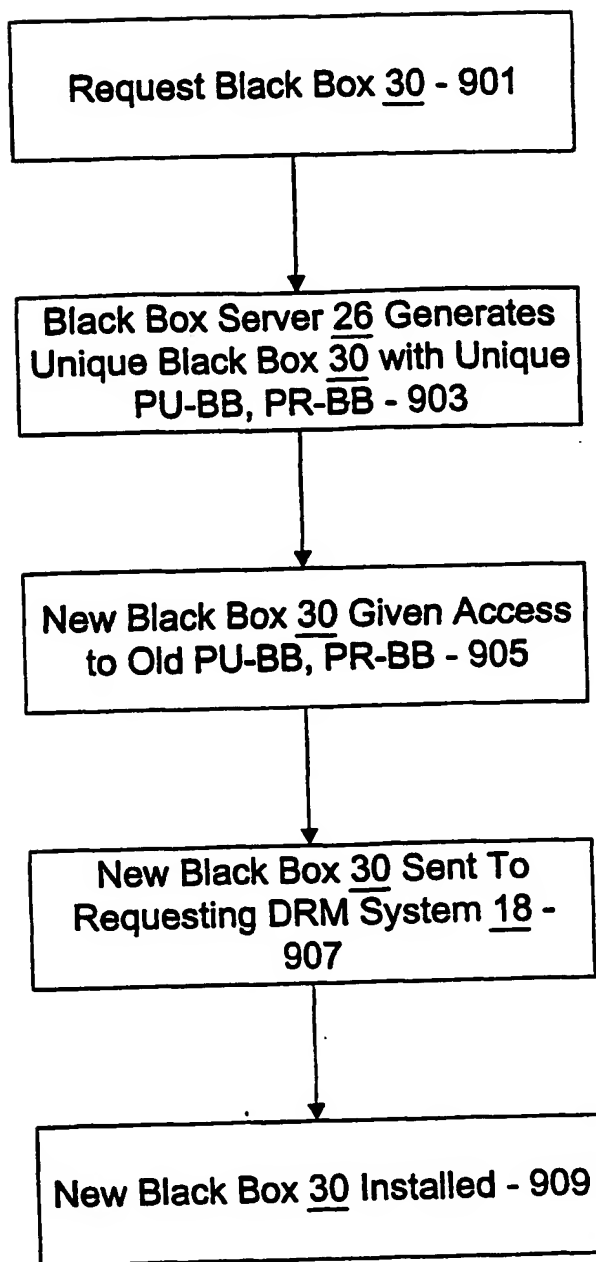 Request Black Box 30 - 901
Black Box Server 26 Generates
Unique Black Box 30 with Unique
PU-BB, PR-BB - 903
New Black Box 30 Given Access
to Old PU-BB, PR-BB - 905
New Black Box 30 Sent To
Requesting DRM System 18 -
907
New Black Box 30 Installed - 909